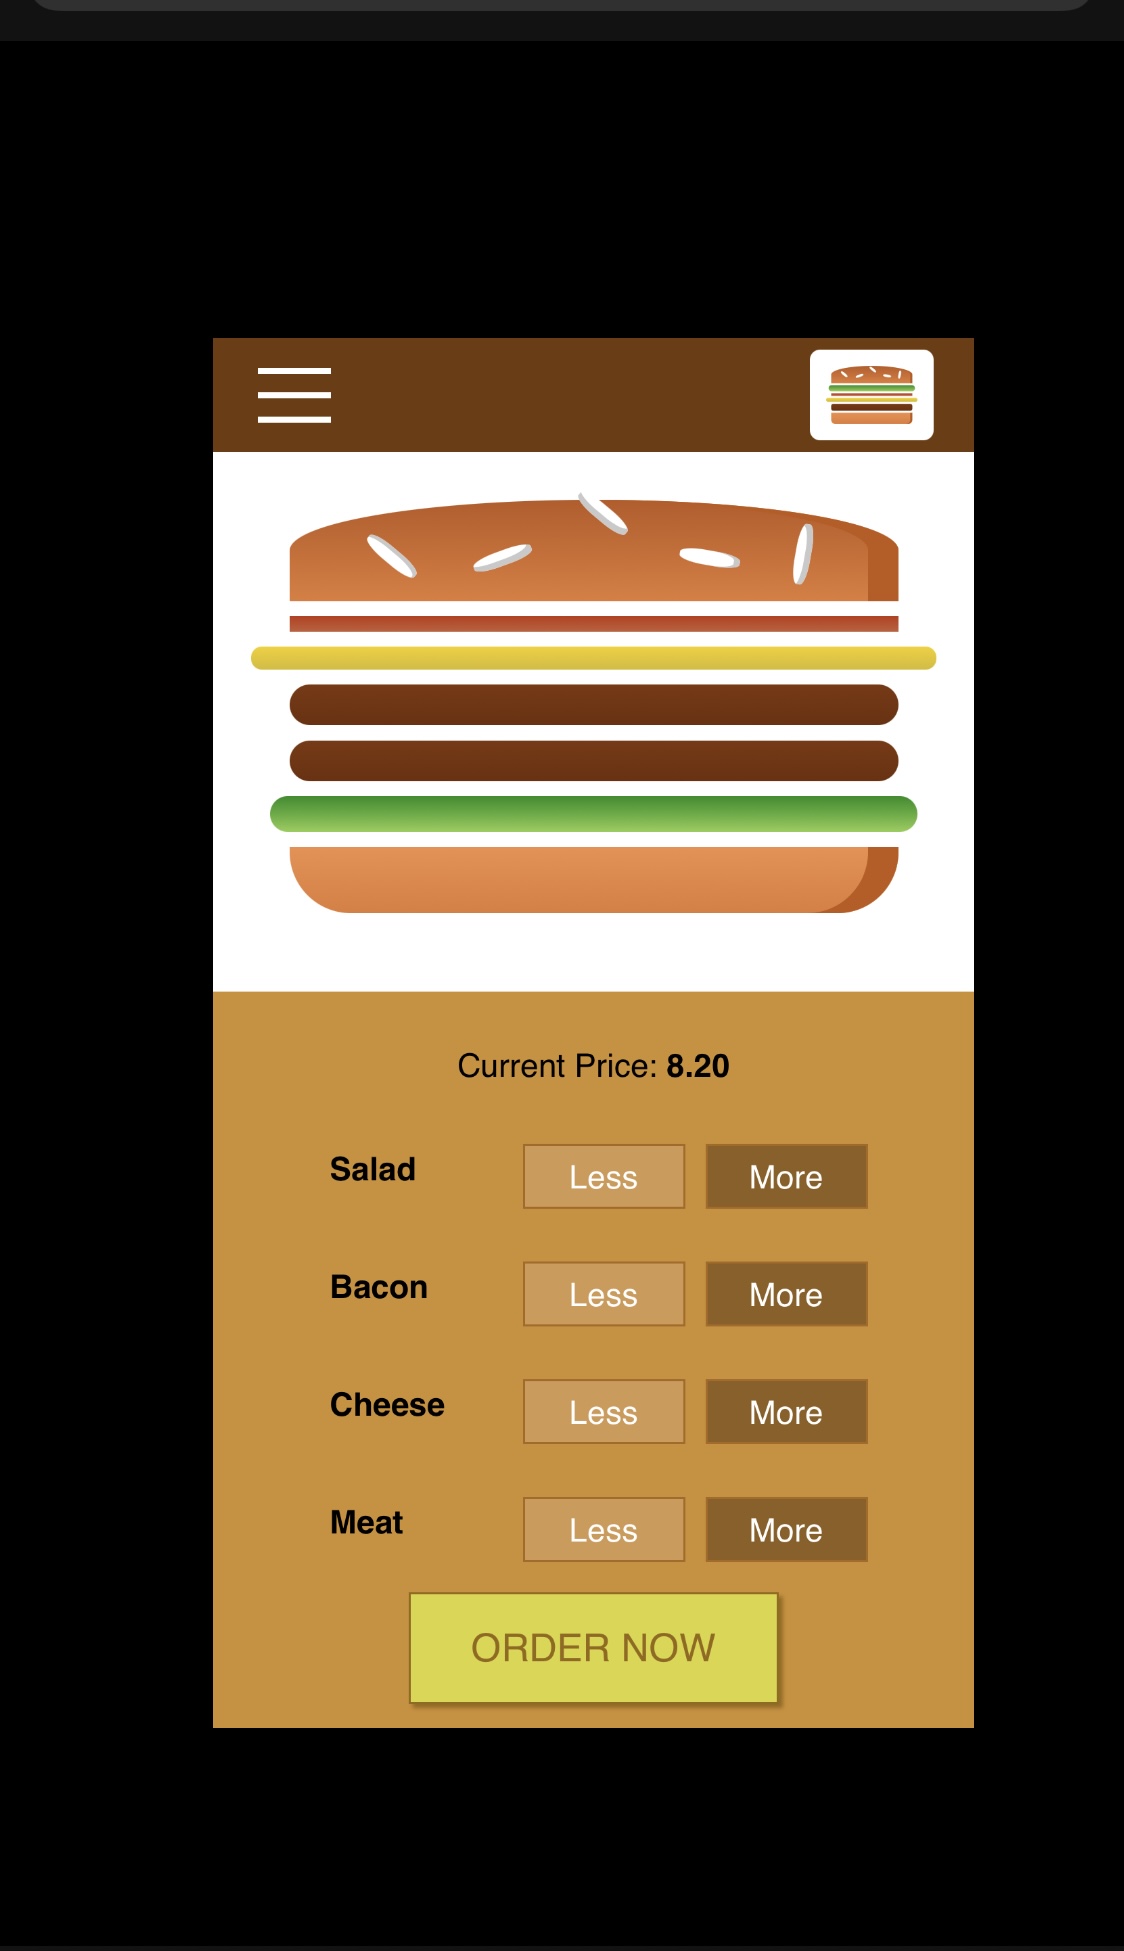 Current Price: 8.20
Salad Less More
Bacon Less More
Cheese Less More
Meat Less More
ORDER NOW